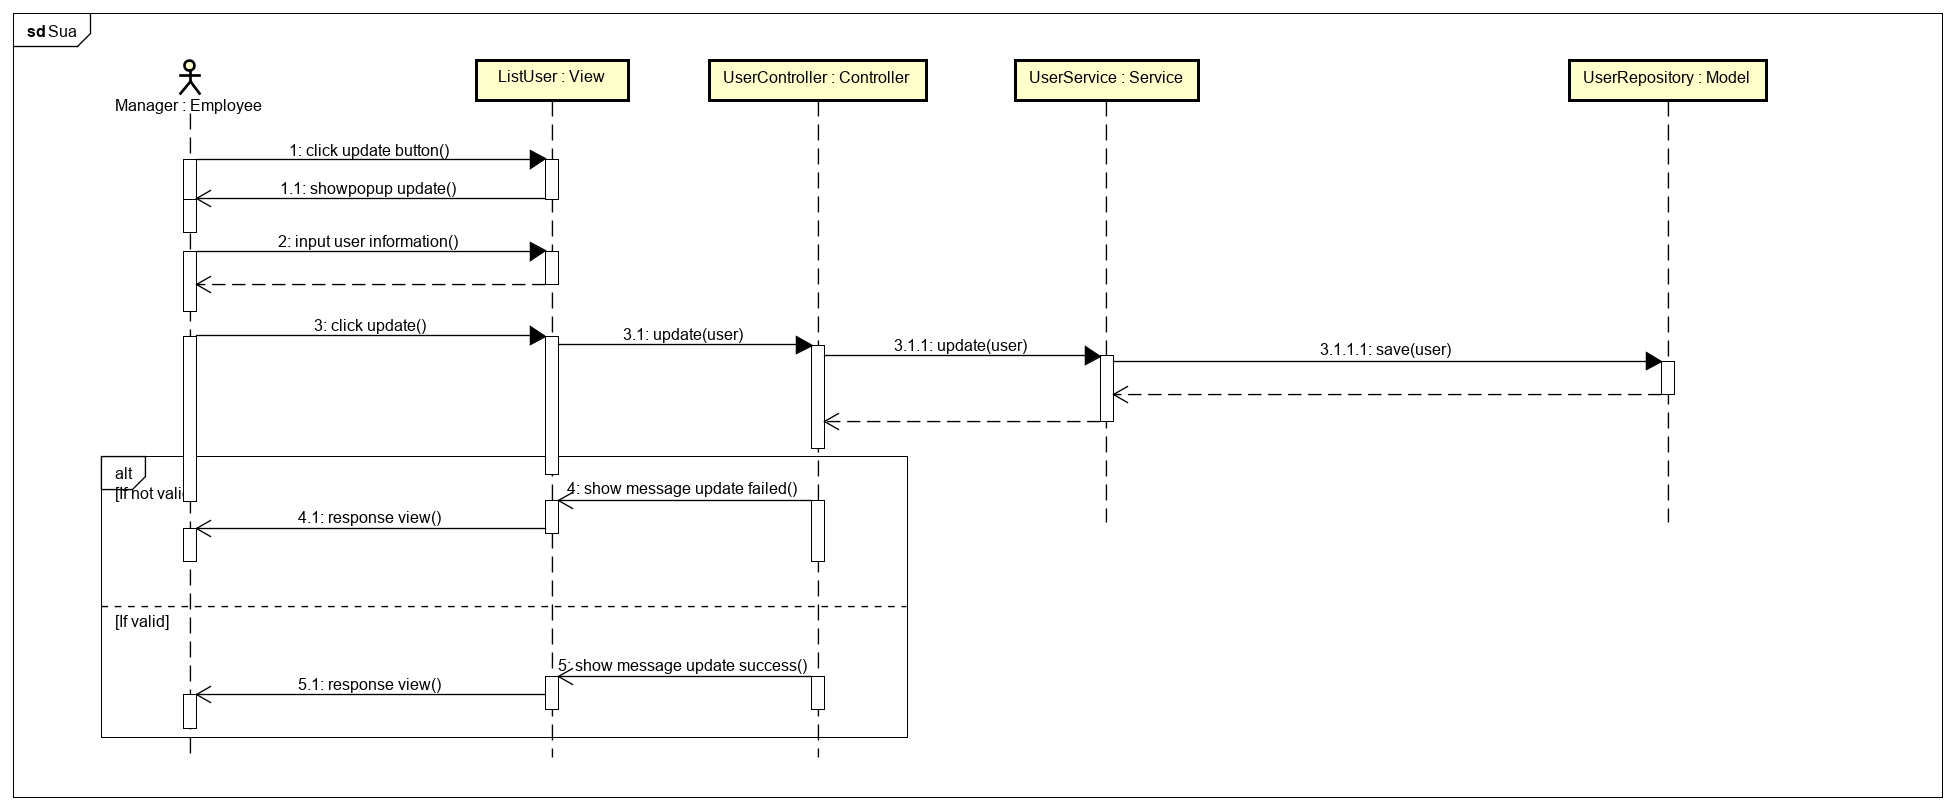 sd Sua
Manager : Employee
ListUser : View
UserController : Controller
UserService : Service
UserRepository : Model
1: click update button()
1.1: showpopup update()
2: input user information()
3: click update()
3.1: update(user)
3.1.1: update(user)
3.1.1.1: save(user)
alt
[If not valid
4: show message update failed()
4.1: response view()
[If valid]
5: show message update success()
5.1: response view()